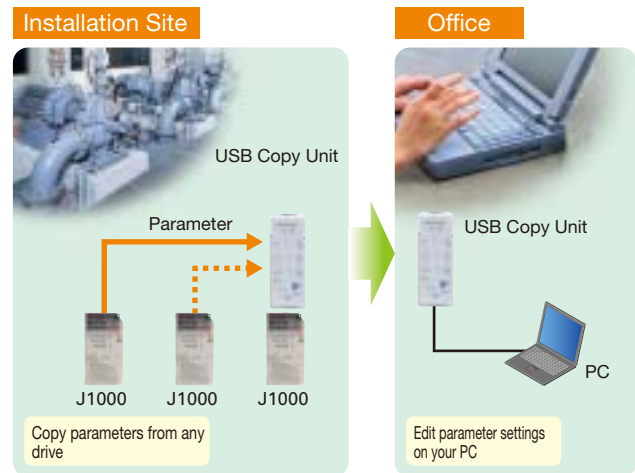 Installation Site
USB Copy Unit
Parameter
J1000
J1000
J1000
Copy parameters from any
drive
Office
USB Copy Unit
PC
Edit parameter settings
on your PC